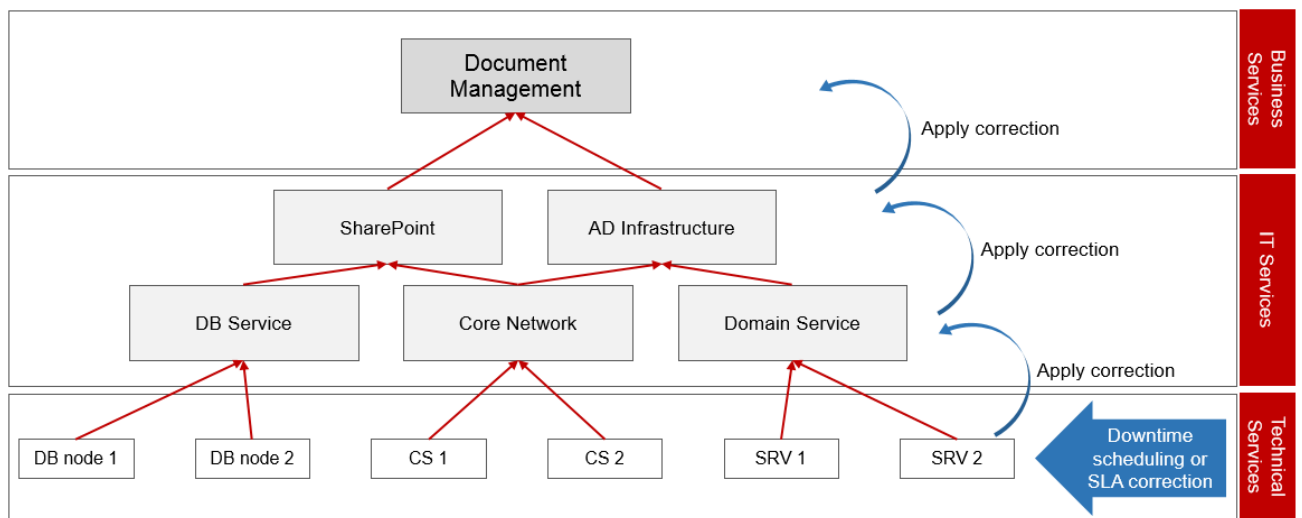 Document
Management
Business
Services
Apply correction
SharePoint
AD Infrastructure
Apply correction
IT Services
DB Service
Core Network
Domain Service
Apply correction
DB node 1
DB node 2
CS 1
CS 2
SRV 1
SRV 2
Downtime
scheduling or
SLA correction
Technical
Services